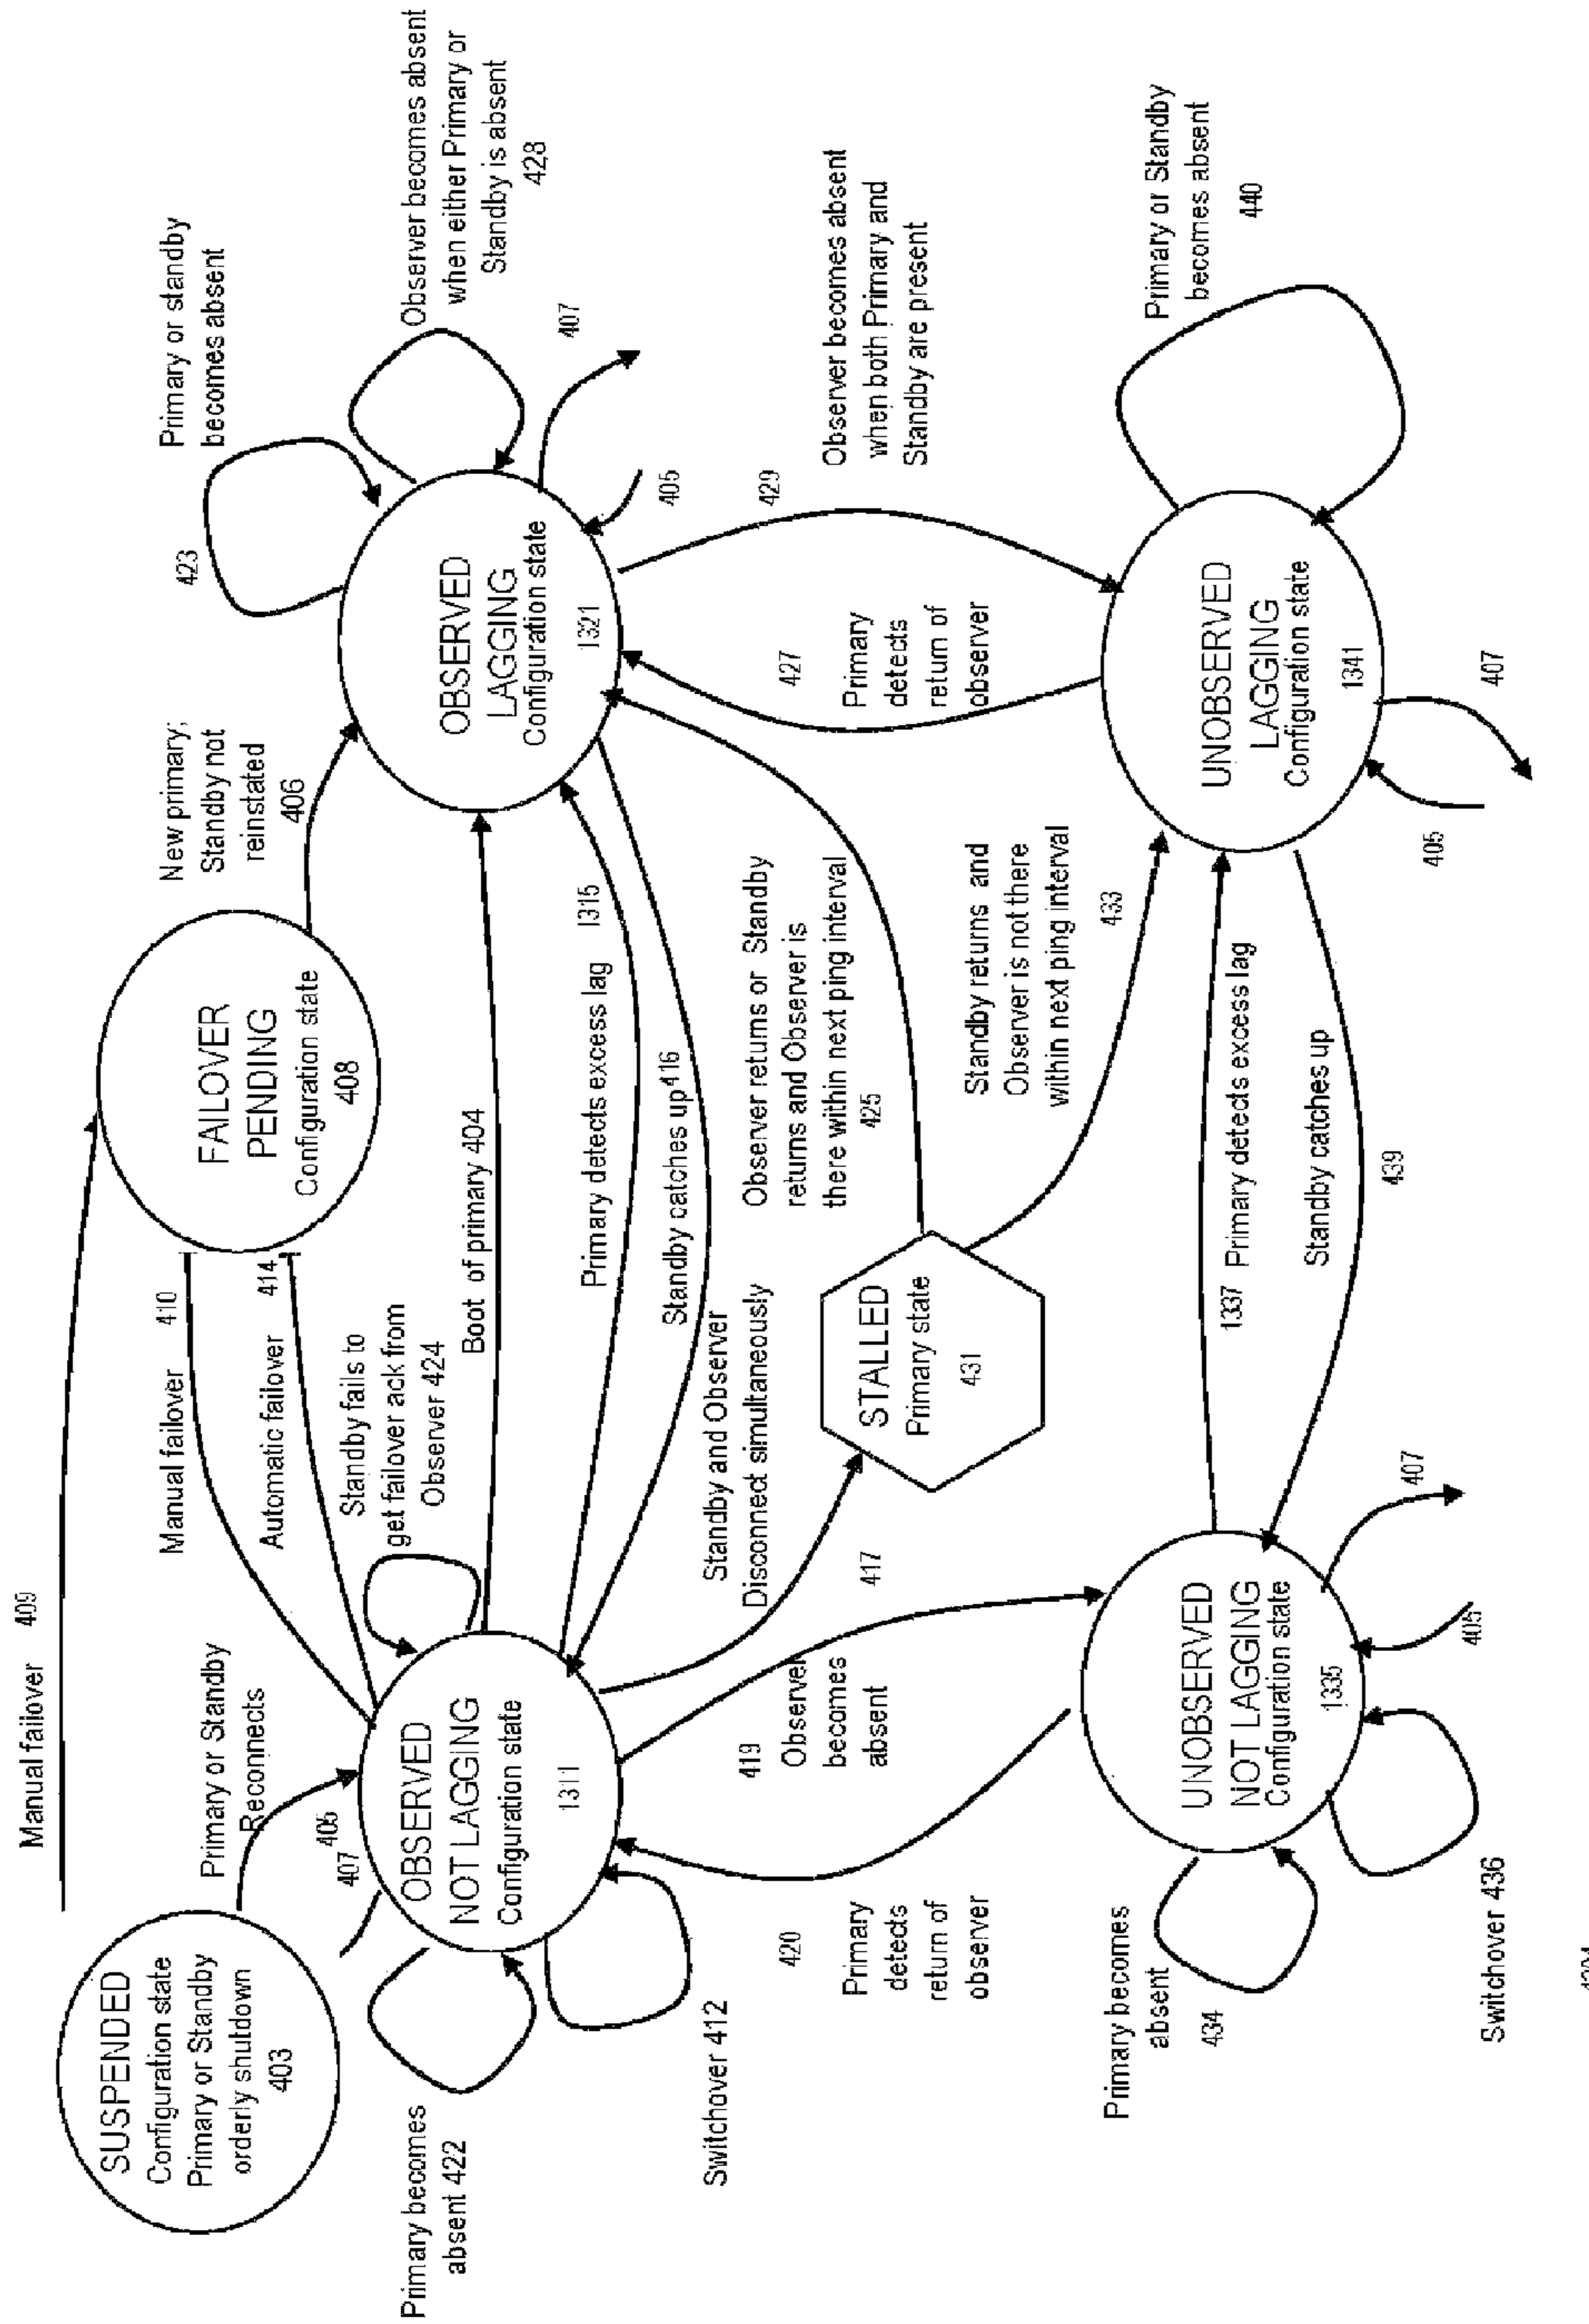 Manual failover 409
SUSPENDED
Configuration state
Primary or Standby
orderly shutdown
403
Primary or Standby
Reconnects
405
407
Manual failover
410
Automatic failover
414
FAILOVER
PENDING
Configuration state
408
New primary;
Standby not
reinstated
406
Primary or standby
becomes absent
423
Observer becomes absent
when either Primary or
Standby is absent
428
407
405
Standby fails to
get failover ack from
Observer 424
Boot of primary 404
Primary becomes
absent 422
OBSERVED
NOT LAGGING
Configuration state
1311
Primary detects excess lag
1315
Standby catches up 416
OBSERVED
LAGGING
Configuration state
1321
Switchover 412
Standby and Observer
Disconnect simultaneously
417
Observer returns or Standby
returns and Observer is
there within next ping interval
425
427
Primary
detects
return of
observer
429
Observer becomes absent
when both Primary and
Standby are present
420
Primary
detects
return of
observer
419
Observer
becomes
absent
STALLED
Primary state
431
Standby returns and
Observer is not there
within next ping interval
433
Primary becomes
absent
434
UNOBSERVED
NOT LAGGING
Configuration state
1335
1337 Primary detects excess lag
Standby catches up
439
UNOBSERVED
LAGGING
Configuration state
1341
Primary or Standby
becomes absent
440
Switchover 436
405
407
405
407